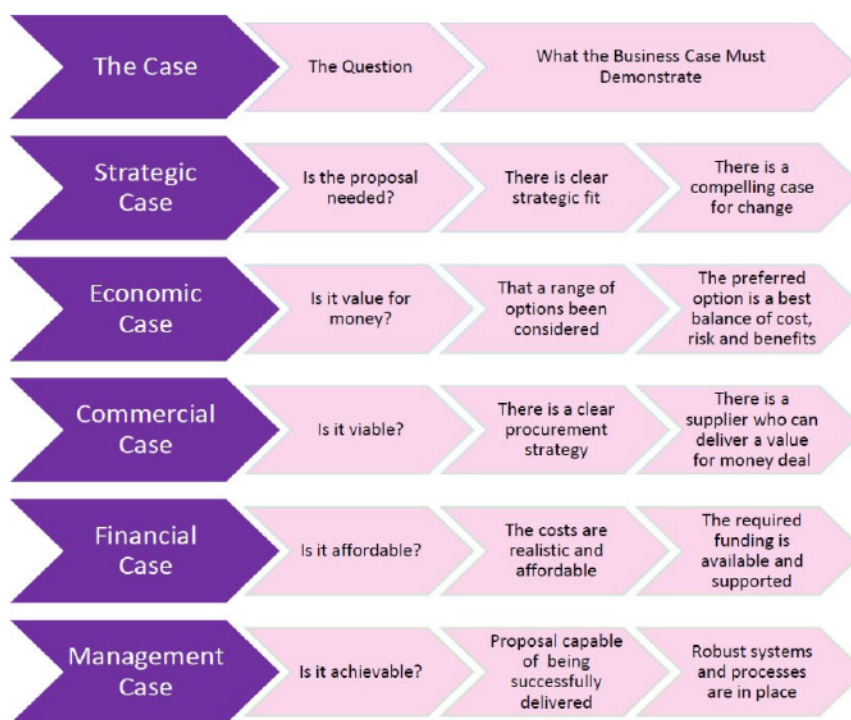 The Case
The Question
What the Business Case Must
Demonstrate
Strategic
Case
Is the proposal
needed?
There is clear
strategic fit
There is a
compelling case
for change
Economic
Case
Is it value for
money?
That a range of
options been
considered
The preferred
option is a best
balance of cost,
risk and benefits
Commercial
Case
Is it viable?
There is a clear
procurement
strategy
There is a
supplier who can
deliver a value
for money deal
Financial
Case
Is it affordable?
The costs are
realistic and
affordable
The required
funding is
available and
supported
Management
Case
Is it achievable?
Proposal capable
of being
successfully
delivered
Robust systems
and processes
are in place